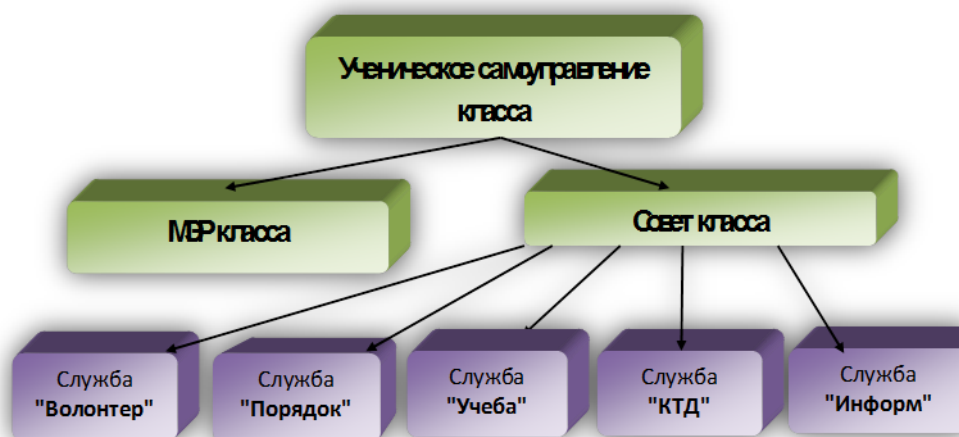 Ученическое самоуправление
класса
МЭР класса
Совет класса
Служба
"Волонтер"
Служба
"Порядок"
Служба
"Учеба"
Служба
"КТД"
Служба
"Информ"